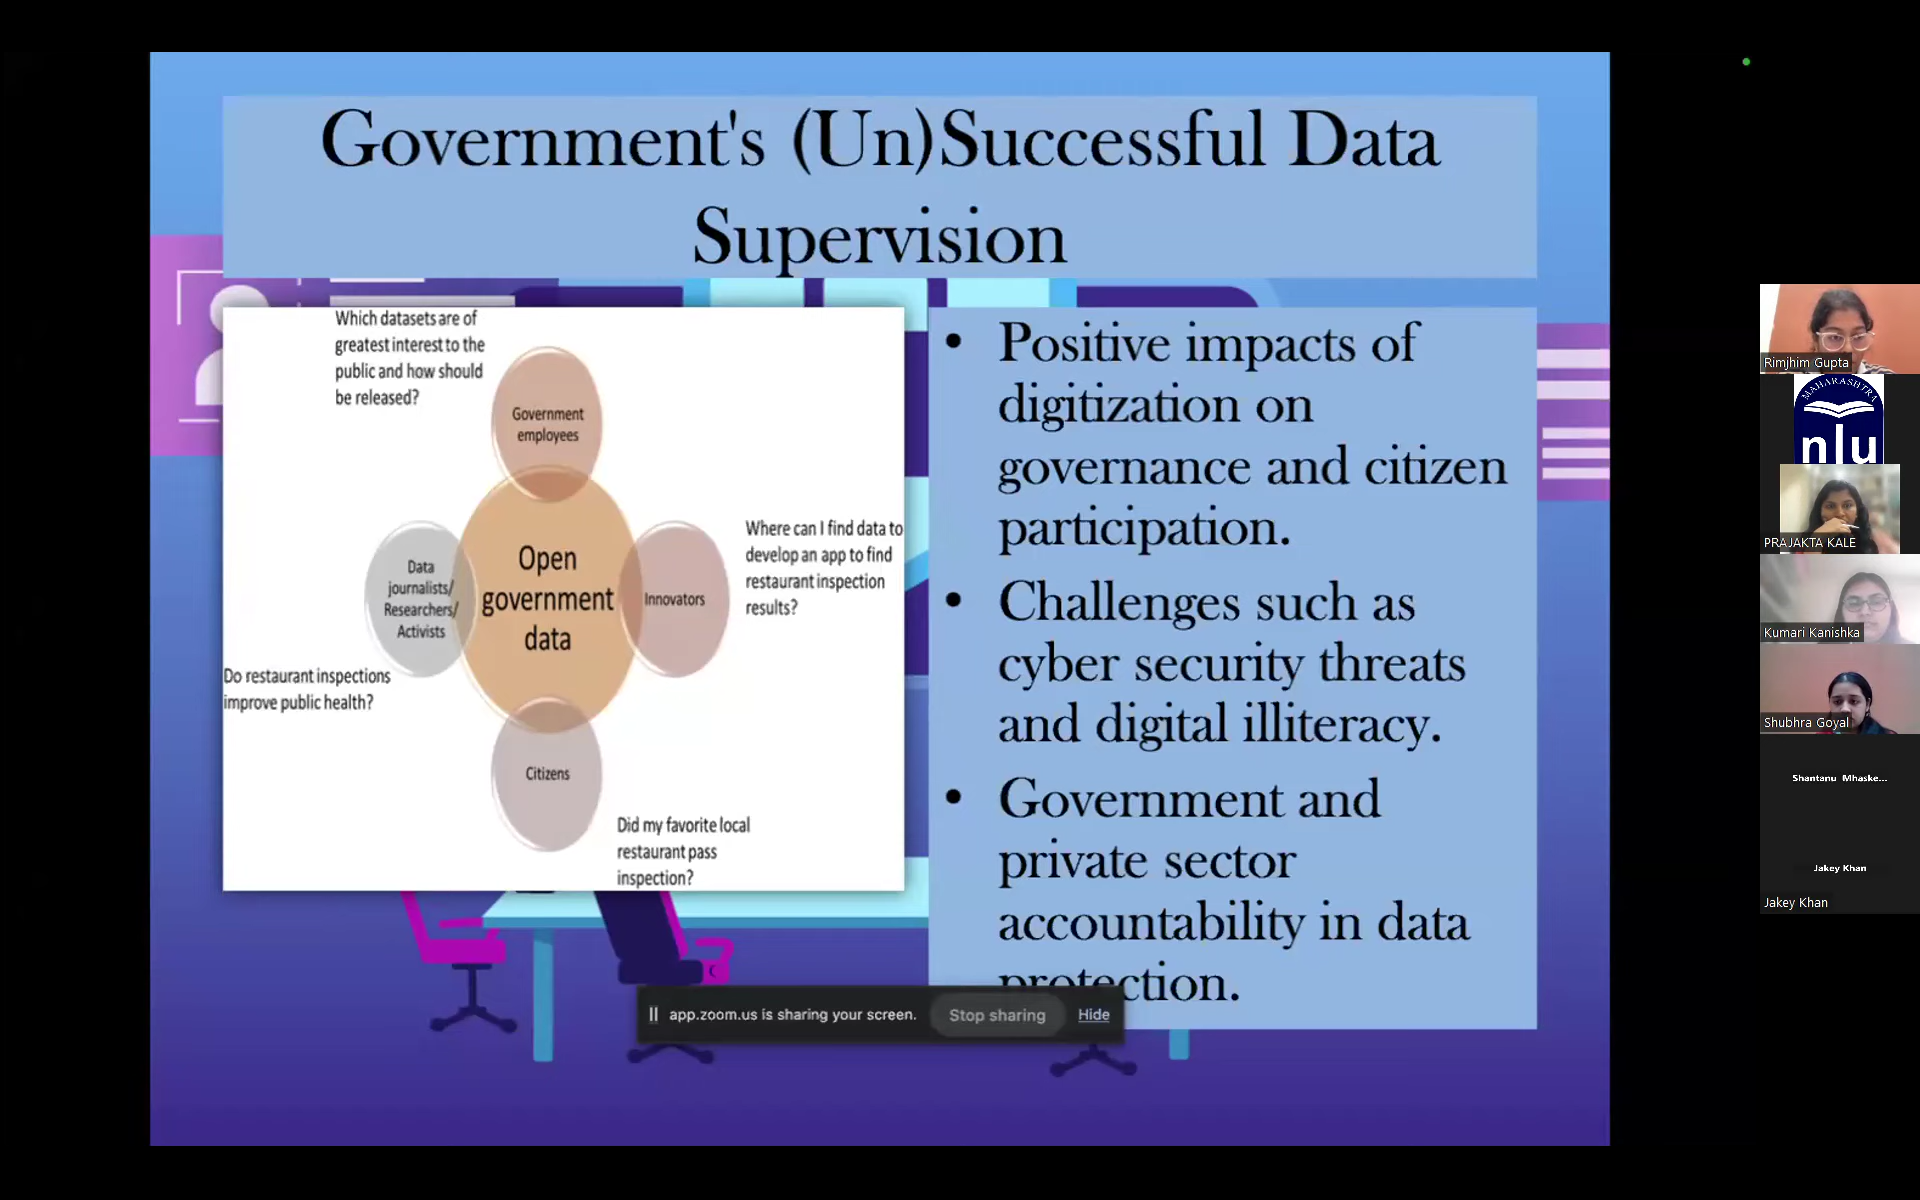 Government's (Un)Successful Data
Supervision
Which datasets are of
greatest interest to the
public and how should
be released?
Government
employees
Where can I find data to
develop an app to find
restaurant inspection
results?
Data
journalists/
Researchers/
Activists
Open
government
data
Innovators
Do restaurant inspections
improve public health?
Citizens
Did my favorite local
restaurant pass
inspection?
• Positive impacts of
digitization on
governance and citizen
participation.
• Challenges such as
cyber security threats
and digital illiteracy.
• Government and
private sector
accountability in data
protection.
app.zoom.us is sharing your screen.
Stop sharing
Hide
Rimjhim Gupta
MAHARASHTRA
nlu
PRAJAKTA KALE
Kumari Kanishka
Shubhra Goyal
Shantanu Mhaske...
Jakey Khan
Jakey Khan